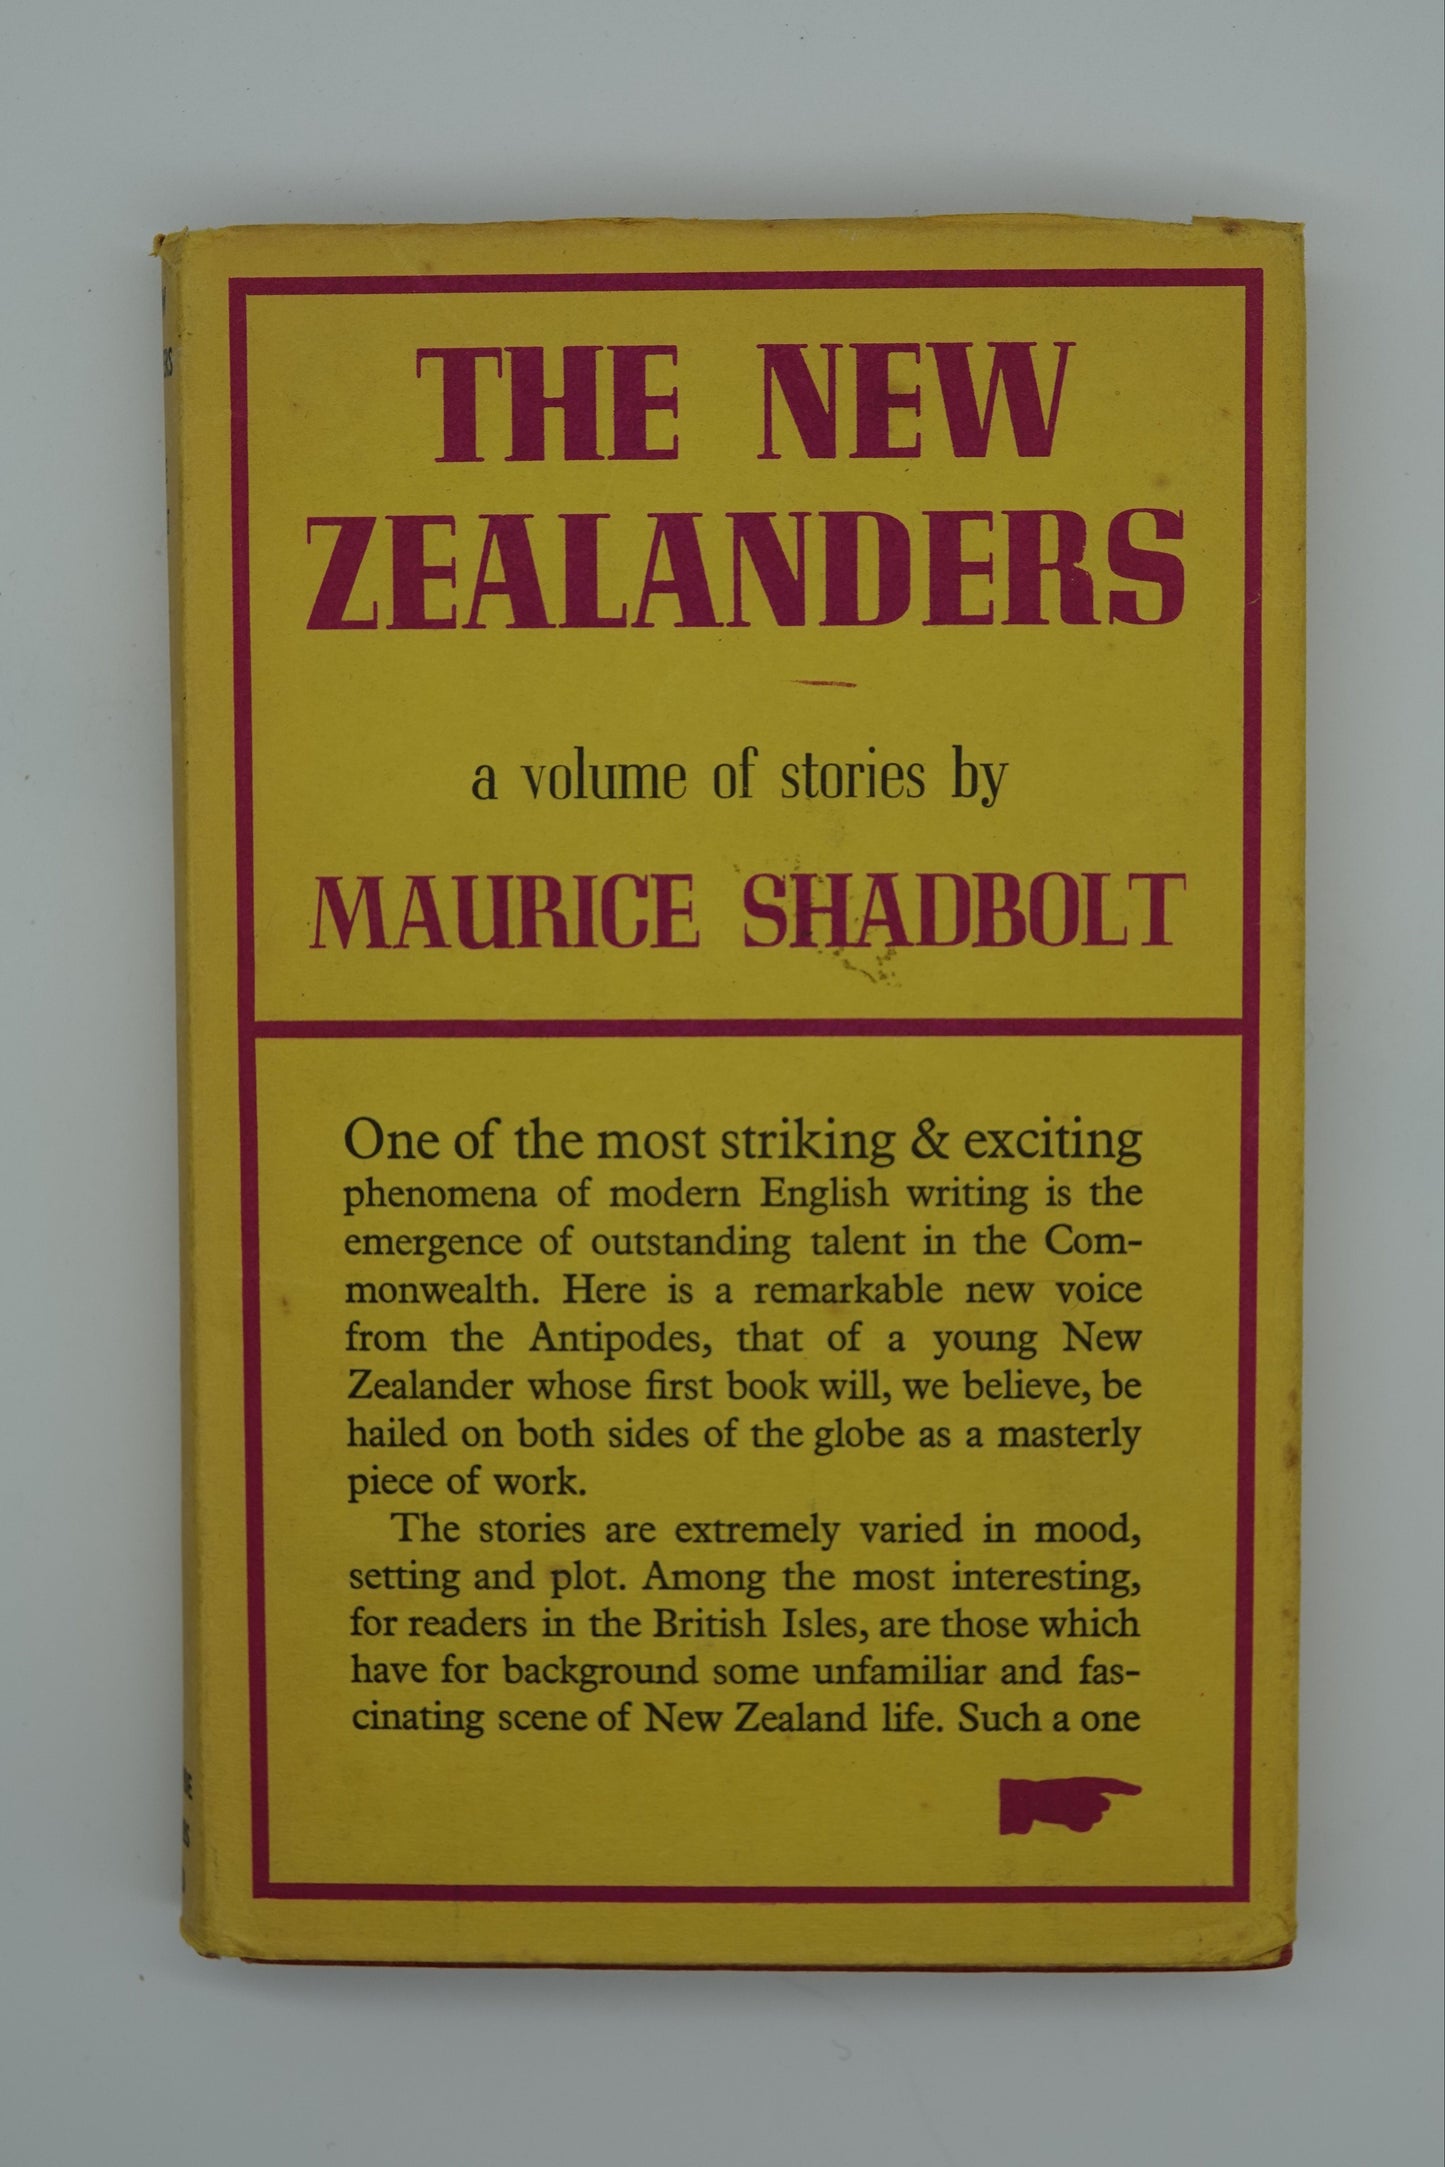 THE NEW
ZEALANDERS
a volume of stories by
MAURICE SHADBOLT
One of the most striking & exciting
phenomena of modern English writing is the
emergence of outstanding talent in the Com-
monwealth. Here is a remarkable new voice
from the Antipodes, that of a young New
Zealander whose first book will, we believe, be
hailed on both sides of the globe as a masterly
piece of work.
The stories are extremely varied in mood,
setting and plot. Among the most interesting,
for readers in the British Isles, are those which
have for background some unfamiliar and fas-
cinating scene of New Zealand life. Such a one